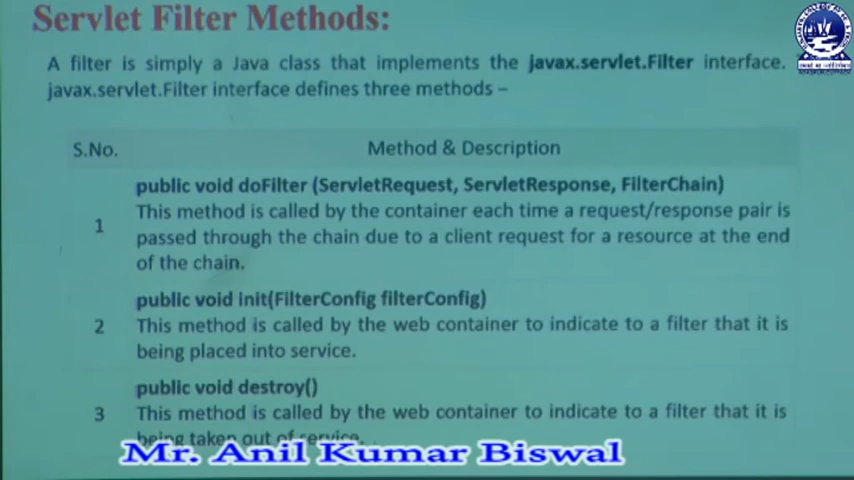 Servlet Filter Methods:
A filter is simply a Java class that implements the javax.servlet.Filter interface.
javax.servlet.Filter interface defines three methods –
S.No. Method & Description
public void doFilter (ServletRequest, ServletResponse, FilterChain)
This method is called by the container each time a request/response pair is
1 passed through the chain due to a client request for a resource at the end
of the chain.
public void init(FilterConfig filterConfig)
2 This method is called by the web container to indicate to a filter that it is
being placed into service.
public void destroy()
3 This method is called by the web container to indicate to a filter that it is
being taken out of service.
Mr. Anil Kumar Biswal